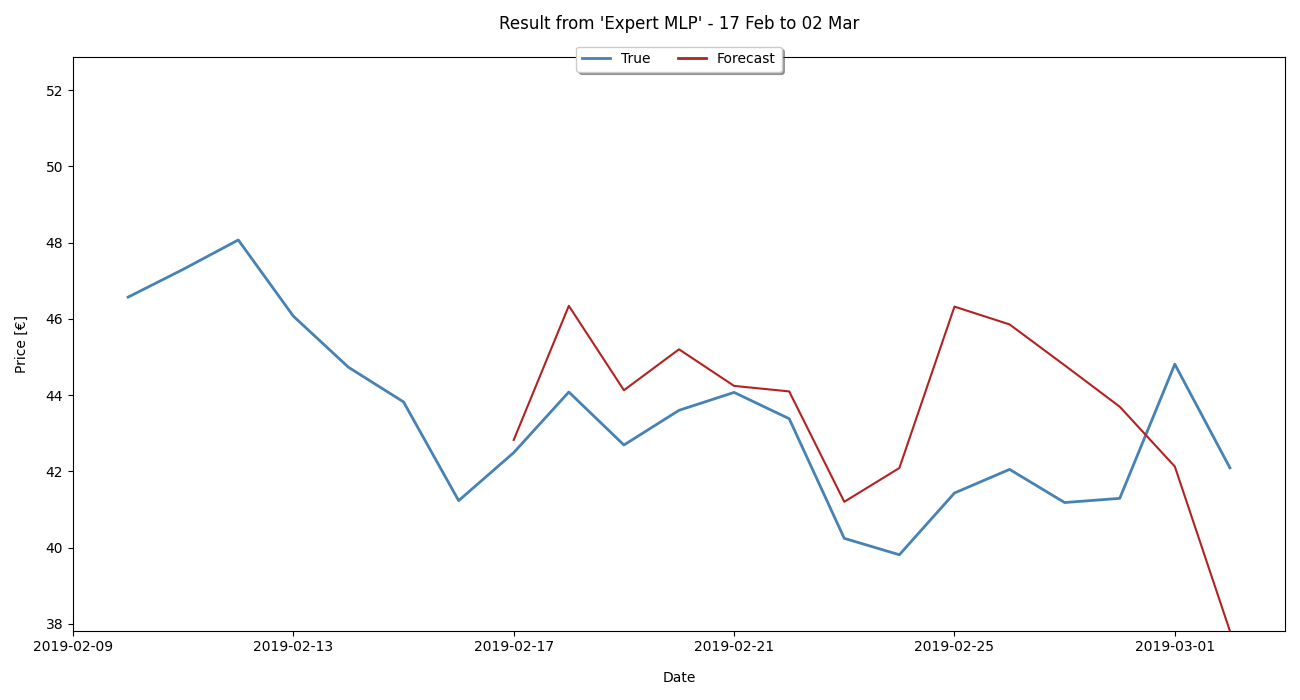 Result from 'Expert MLP' - 17 Feb to 02 Mar
True
Forecast
52
50
48
46
44
42
40
38
Price [€]
2019-02-09
2019-02-13
2019-02-17
2019-02-21
2019-02-25
2019-03-01
Date